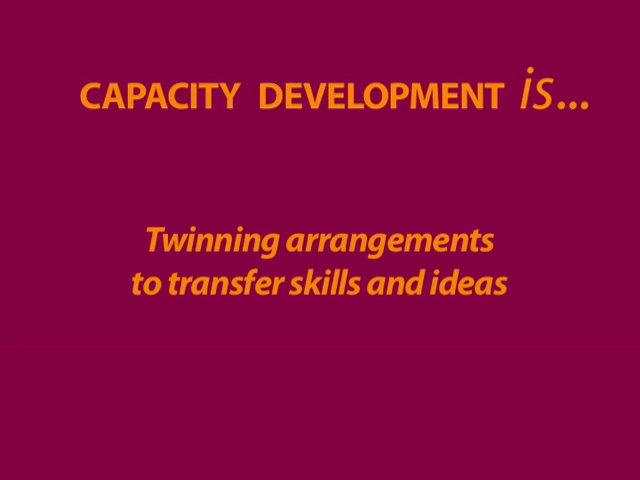 CAPACITY DEVELOPMENT is...
Twinning arrangements
to transfer skills and ideas